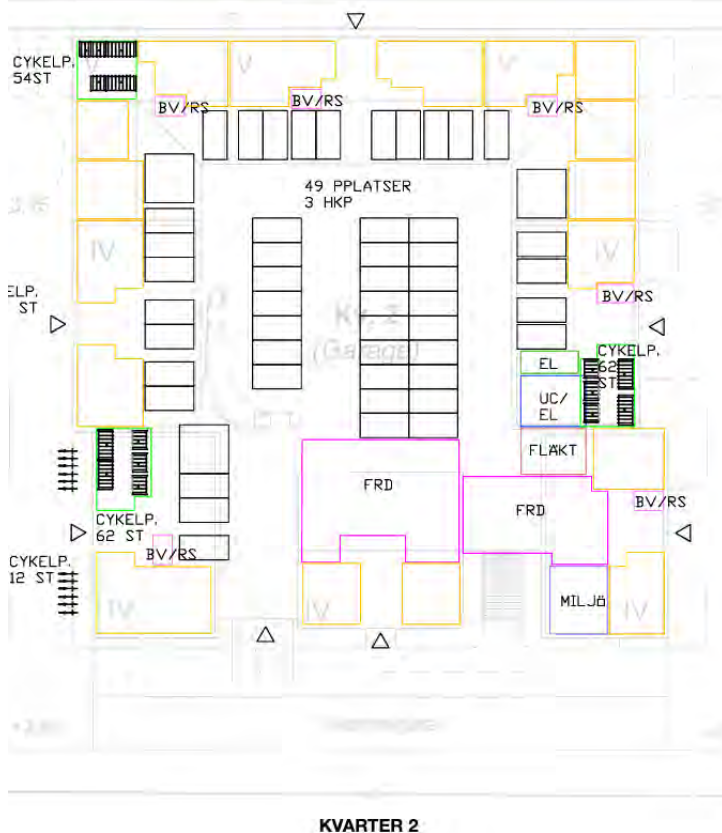 CYKELP.
54ST
V
V
V
BV/RS
BV/RS
BV/RS
49 PPLATSER
3 HKP
IV
IV
BV/RS
ELP.
ST
Kv. 2
(Garage)
CYKELP.
62
ST
EL
UC/
EL
FLÄKT
FRD
FRD
BV/RS
CYKELP.
62 ST
BV/RS
CYKELP.
12 ST
IV
IV
MILJÖ
IV
KVARTER 2